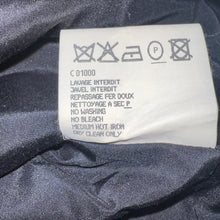 P
C 01000
LAVAGE INTERDIT
JAVEL INTERDIT
REPASSAGE FER DOUX
NETTOYAGE A SEC P
NO WASHING
NO BLEACH
MEDIUM HOT IRON
DRY CLEAN ONLY